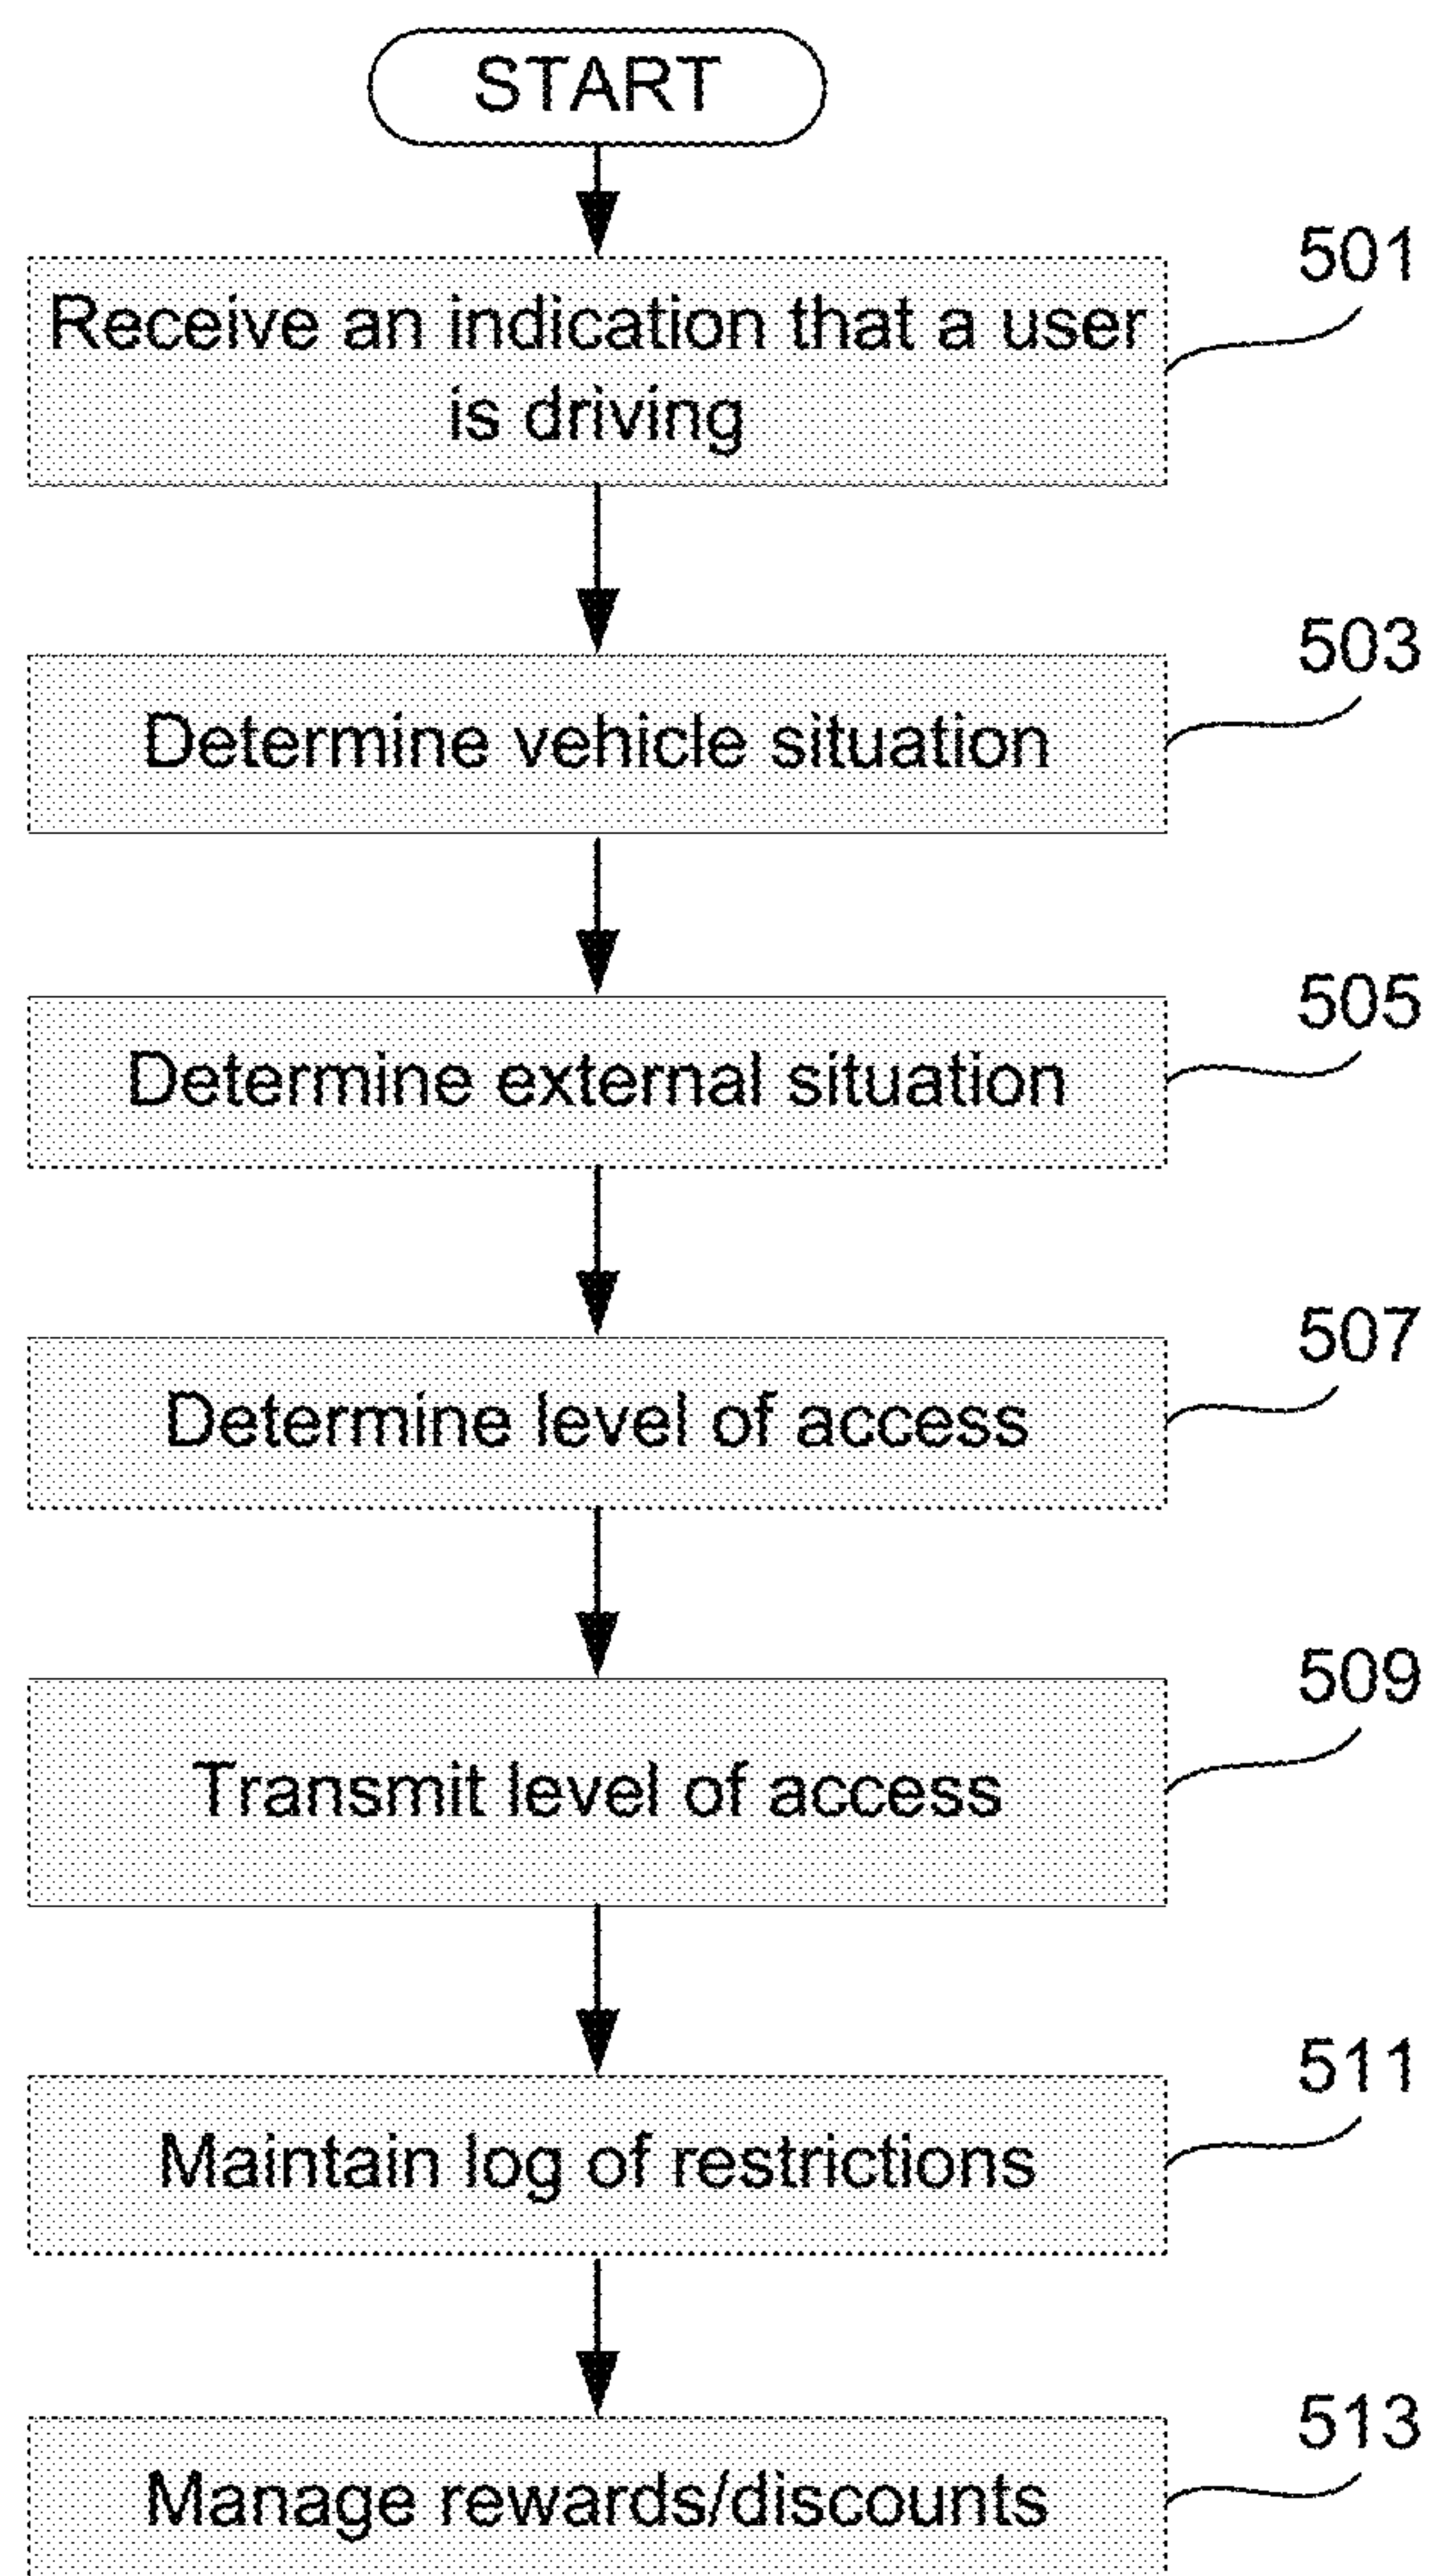 START
501
Receive an indication that a user
is driving
503
Determine vehicle situation
505
Determine external situation
507
Determine level of access
509
Transmit level of access
511
Maintain log of restrictions
513
Manage rewards/discounts